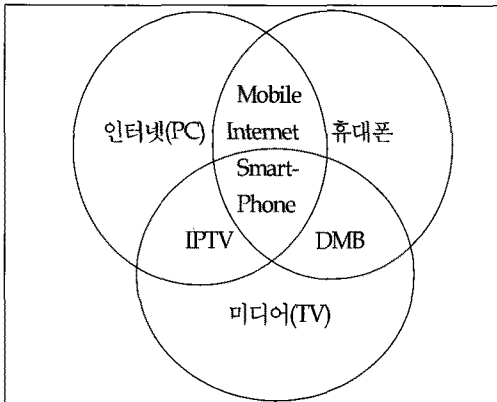 Mobile
인터넷(PC) Internet 휴대폰
Smart-
Phone
IPTV DMB
미디어(TV)